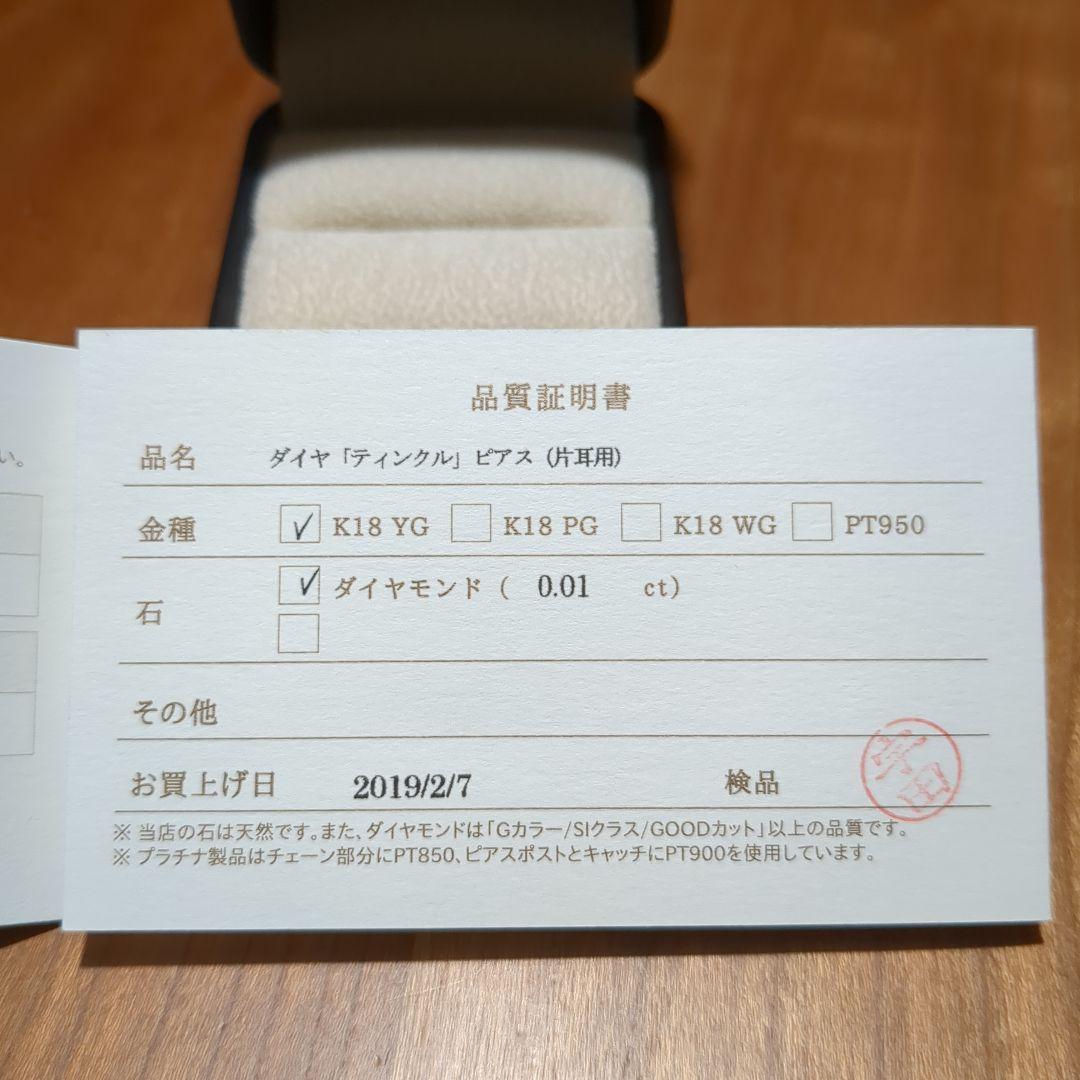 品質証明書
品名 ダイヤ「ティンクル」ピアス（片耳用）
金種 ✓ K18 YG □ K18 PG □ K18 WG □ PT950
石 ✓ ダイヤモンド（ 0.01 ct）
□
その他
お買上げ日 2019/2/7 検品 宇田
※ 当店の石は天然です。また、ダイヤモンドは「Gカラー/SIクラス/GOODカット」以上の品質です。
※ プラチナ製品はチェーン部分にPT850、ピアスポストとキャッチにPT900を使用しています。
い。